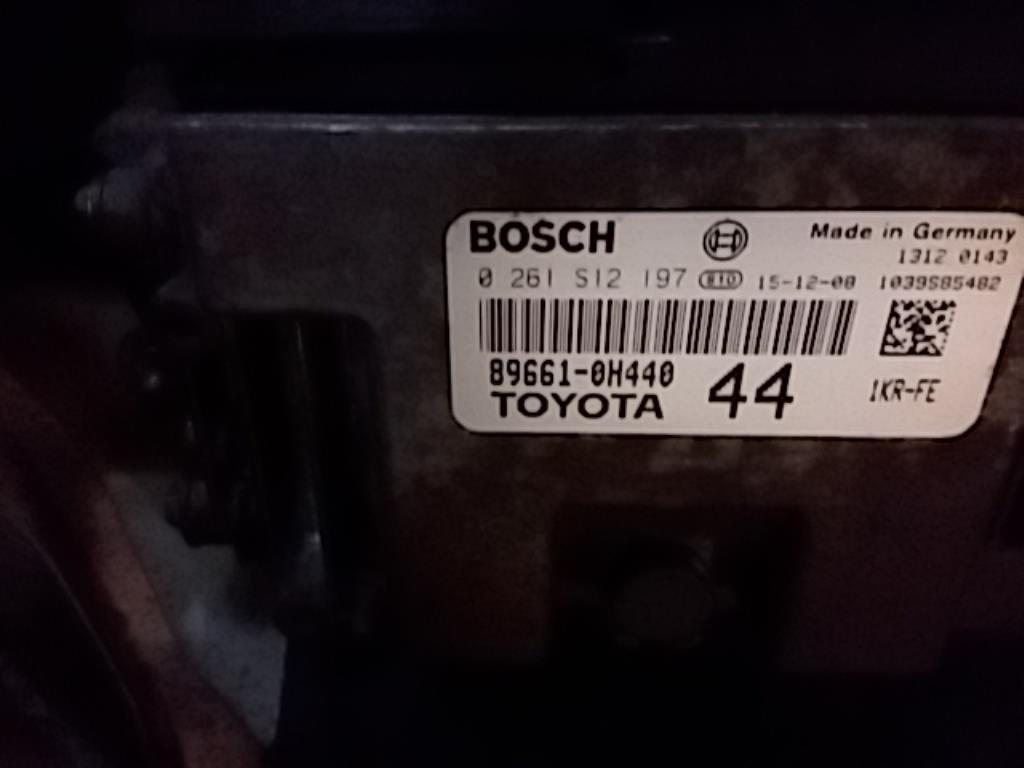 BOSCH
Made in Germany
1312 0143
0 261 S12 197 810 15-12-08 1039S85482
89661-0H440
TOYOTA 44 1KR-FE